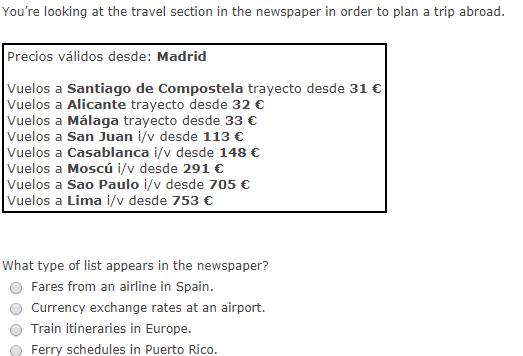 You're looking at the travel section in the newspaper in order to plan a trip abroad.
Precios válidos desde: Madrid
Vuelos a Santiago de Compostela trayecto desde 31 €
Vuelos a Alicante trayecto desde 32 €
Vuelos a Málaga trayecto desde 33 €
Vuelos a San Juan i/v desde 113 €
Vuelos a Casablanca i/v desde 148 €
Vuelos a Moscú i/v desde 291 €
Vuelos a Sao Paulo i/v desde 705 €
Vuelos a Lima i/v desde 753 €
What type of list appears in the newspaper?
Fares from an airline in Spain.
Currency exchange rates at an airport.
Train itineraries in Europe.
Ferry schedules in Puerto Rico.